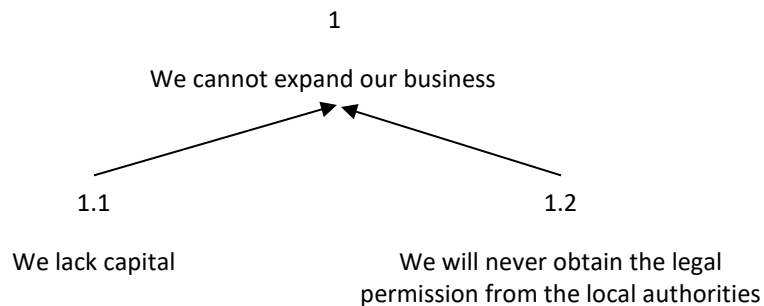 1
We cannot expand our business
1.1
1.2
We lack capital
We will never obtain the legal
permission from the local authorities